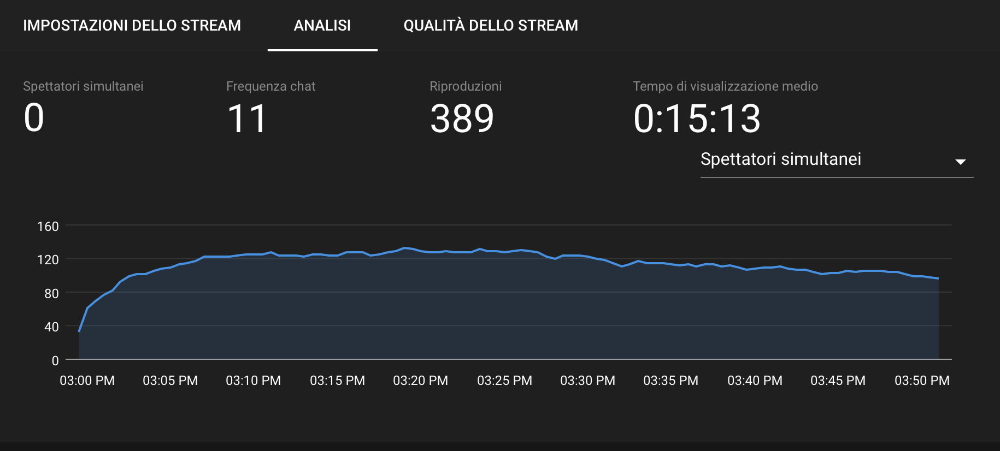 IMPOSTAZIONI DELLO STREAM ANALISI QUALITÀ DELLO STREAM
Spettatori simultanei Frequenza chat Riproduzioni Tempo di visualizzazione medio
0 11 389 0:15:13
Spettatori simultanei
160
120
80
40
0
03:00 PM 03:05 PM 03:10 PM 03:15 PM 03:20 PM 03:25 PM 03:30 PM 03:35 PM 03:40 PM 03:45 PM 03:50 PM